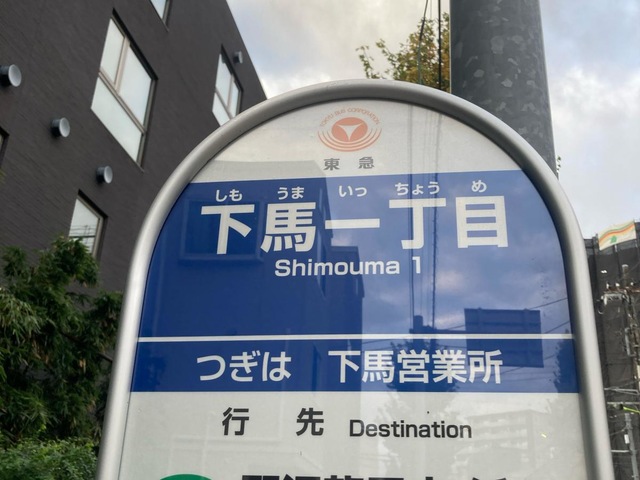 TOKYU BUS CORPORATION
東急
しも うま いっ ちょう め
下馬一丁目
Shimouma 1
つぎは 下馬営業所
行先 Destination